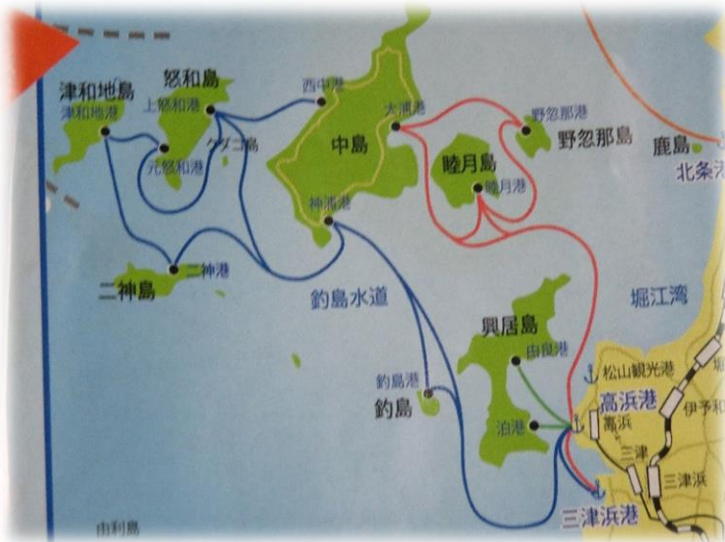 津和地島
津和地港
怒和島
上怒和港
元怒和港
クダコ島
西中港
中島
大浦港
神浦港
睦月島
睦月港
野忽那港
野忽那島
鹿島
北条
二神港
二神島
釣島水道
堀江湾
興居島
由良港
泊港
釣島港
釣島
松山観光港
高浜港
高浜
伊予和
三津
三津浜
三津浜港
由利島